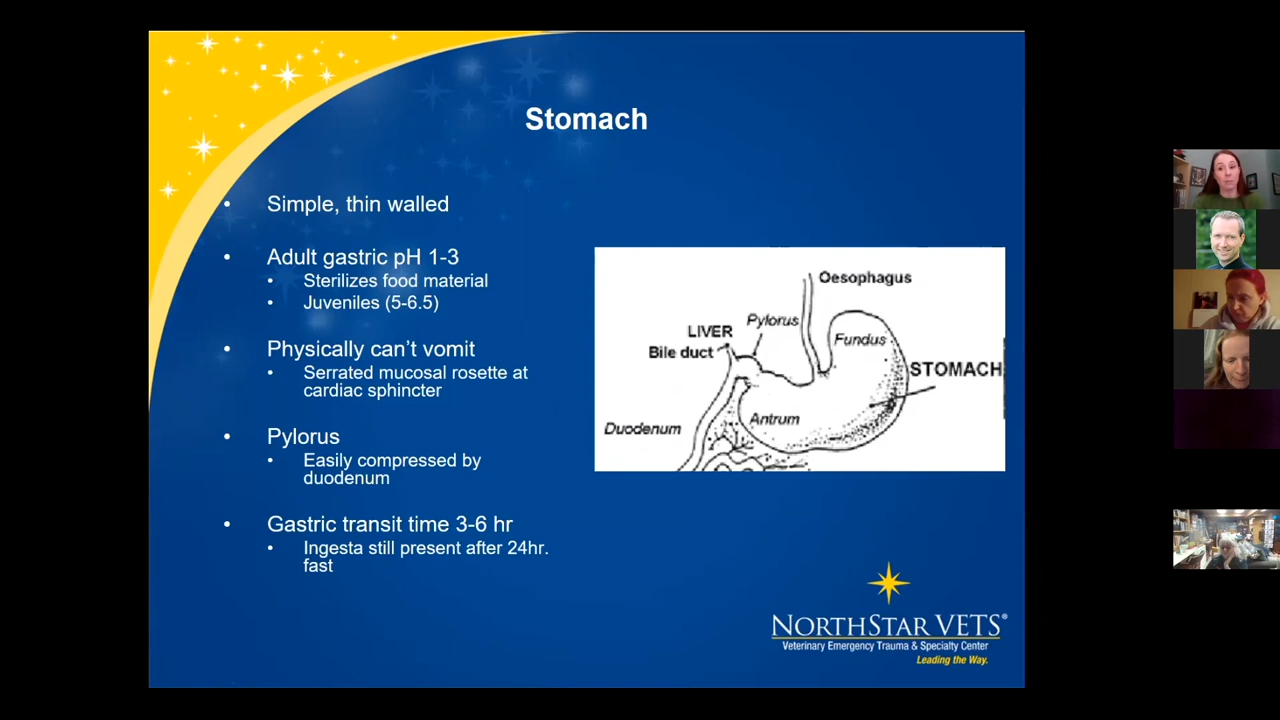 Stomach
• Simple, thin walled
• Adult gastric pH 1-3
• Sterilizes food material
• Juveniles (5-6.5)
• Physically can't vomit
• Serrated mucosal rosette at
cardiac sphincter
• Pylorus
• Easily compressed by
duodenum
• Gastric transit time 3-6 hr
• Ingesta still present after 24hr.
fast
Oesophagus
Pylorus
LIVER
Bile duct
Fundus
STOMACH
Antrum
Duodenum
NORTHSTAR VETS®
Veterinary Emergency Trauma & Specialty Center
Leading the Way.